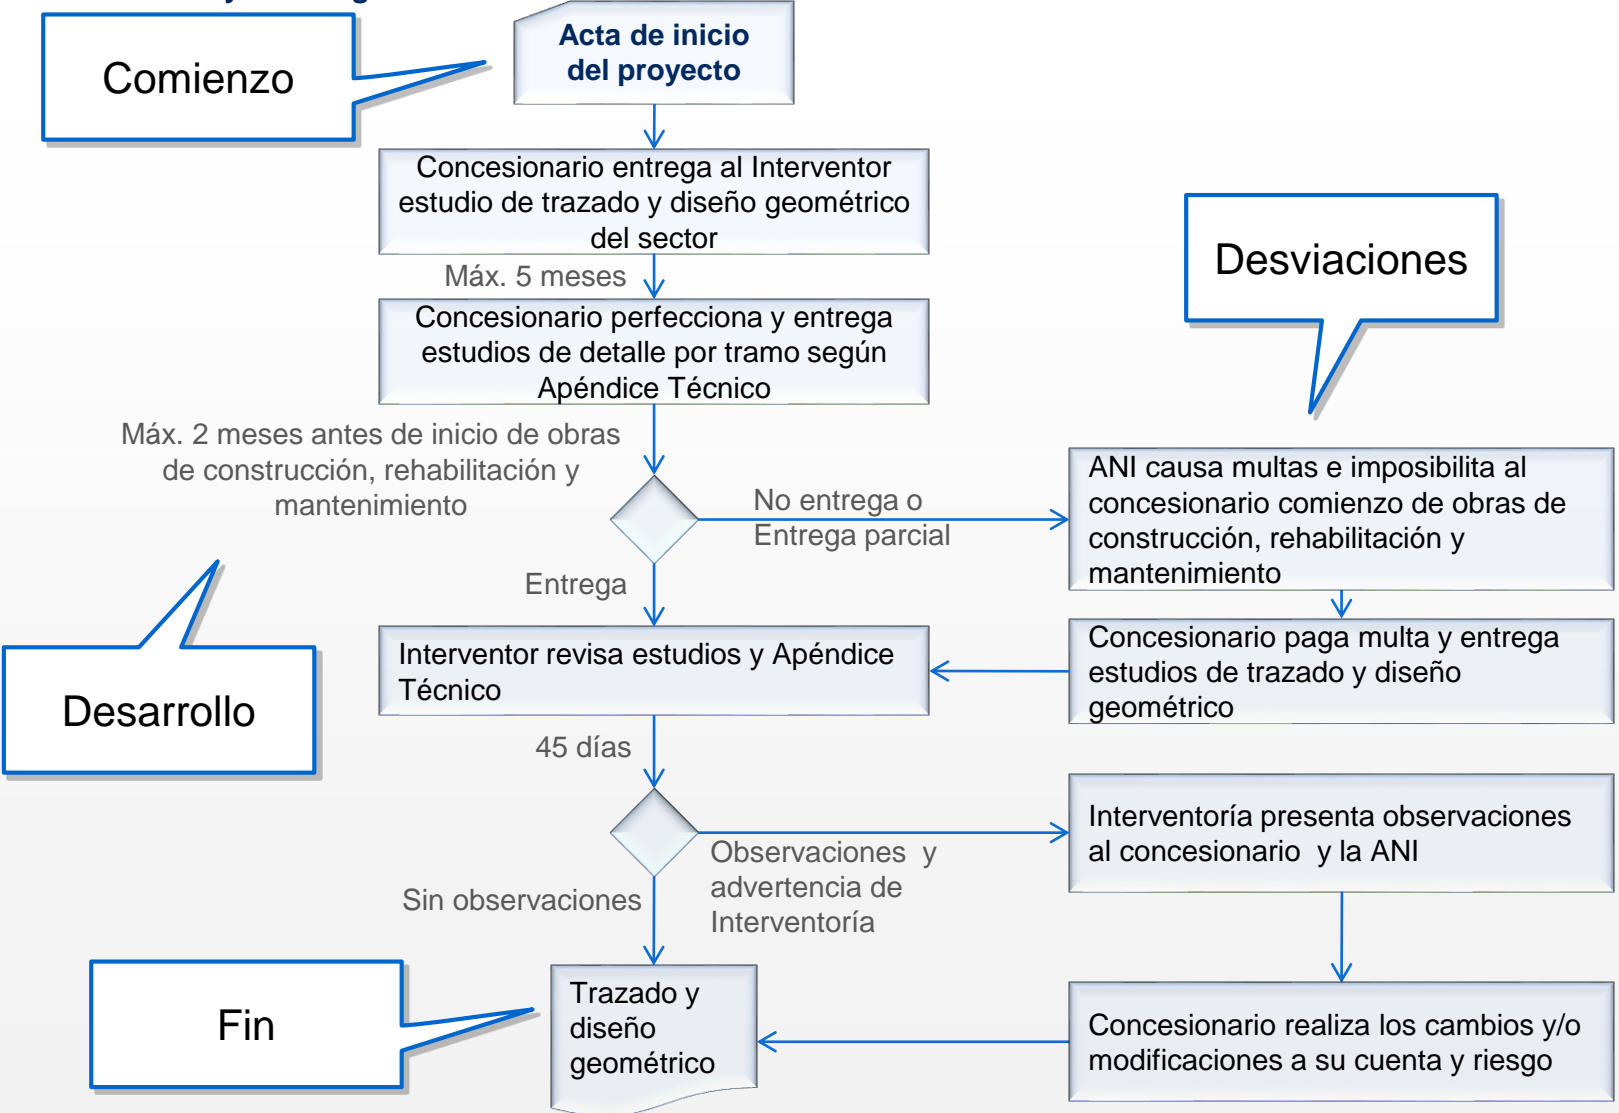 Comienzo
Acta de inicio
del proyecto
Concesionario entrega al Interventor
estudio de trazado y diseño geométrico
del sector
Desviaciones
Máx. 5 meses
Concesionario perfecciona y entrega
estudios de detalle por tramo según
Apéndice Técnico
Máx. 2 meses antes de inicio de obras
de construcción, rehabilitación y
mantenimiento
No entrega o
Entrega parcial
ANI causa multas e imposibilita al
concesionario comienzo de obras de
construcción, rehabilitación y
mantenimiento
Entrega
Desarrollo
Interventor revisa estudios y Apéndice
Técnico
Concesionario paga multa y entrega
estudios de trazado y diseño
geométrico
45 días
Interventoría presenta observaciones
al concesionario  y la ANI
Observaciones  y
advertencia de
Interventoría
Sin observaciones
Fin
Trazado y
diseño
geométrico
Concesionario realiza los cambios y/o
modificaciones a su cuenta y riesgo